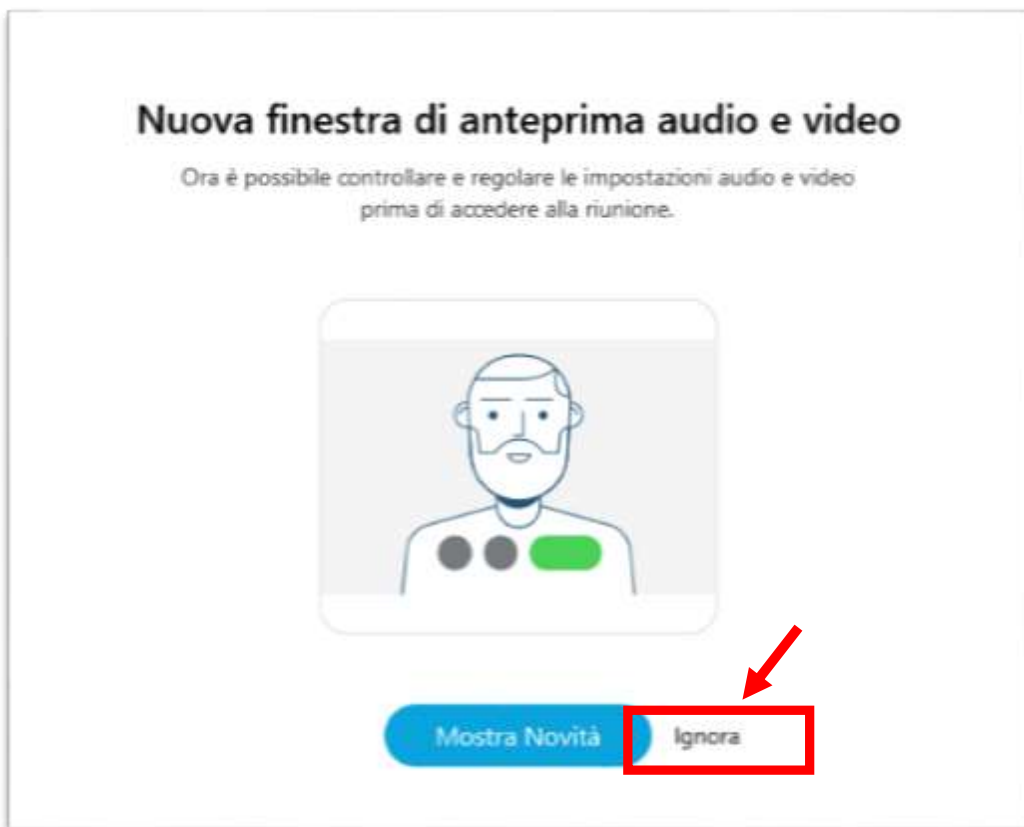 Nuova finestra di anteprima audio e video
Ora è possibile controllare e regolare le impostazioni audio e video
prima di accedere alla riunione.
Mostra Novità Ignora